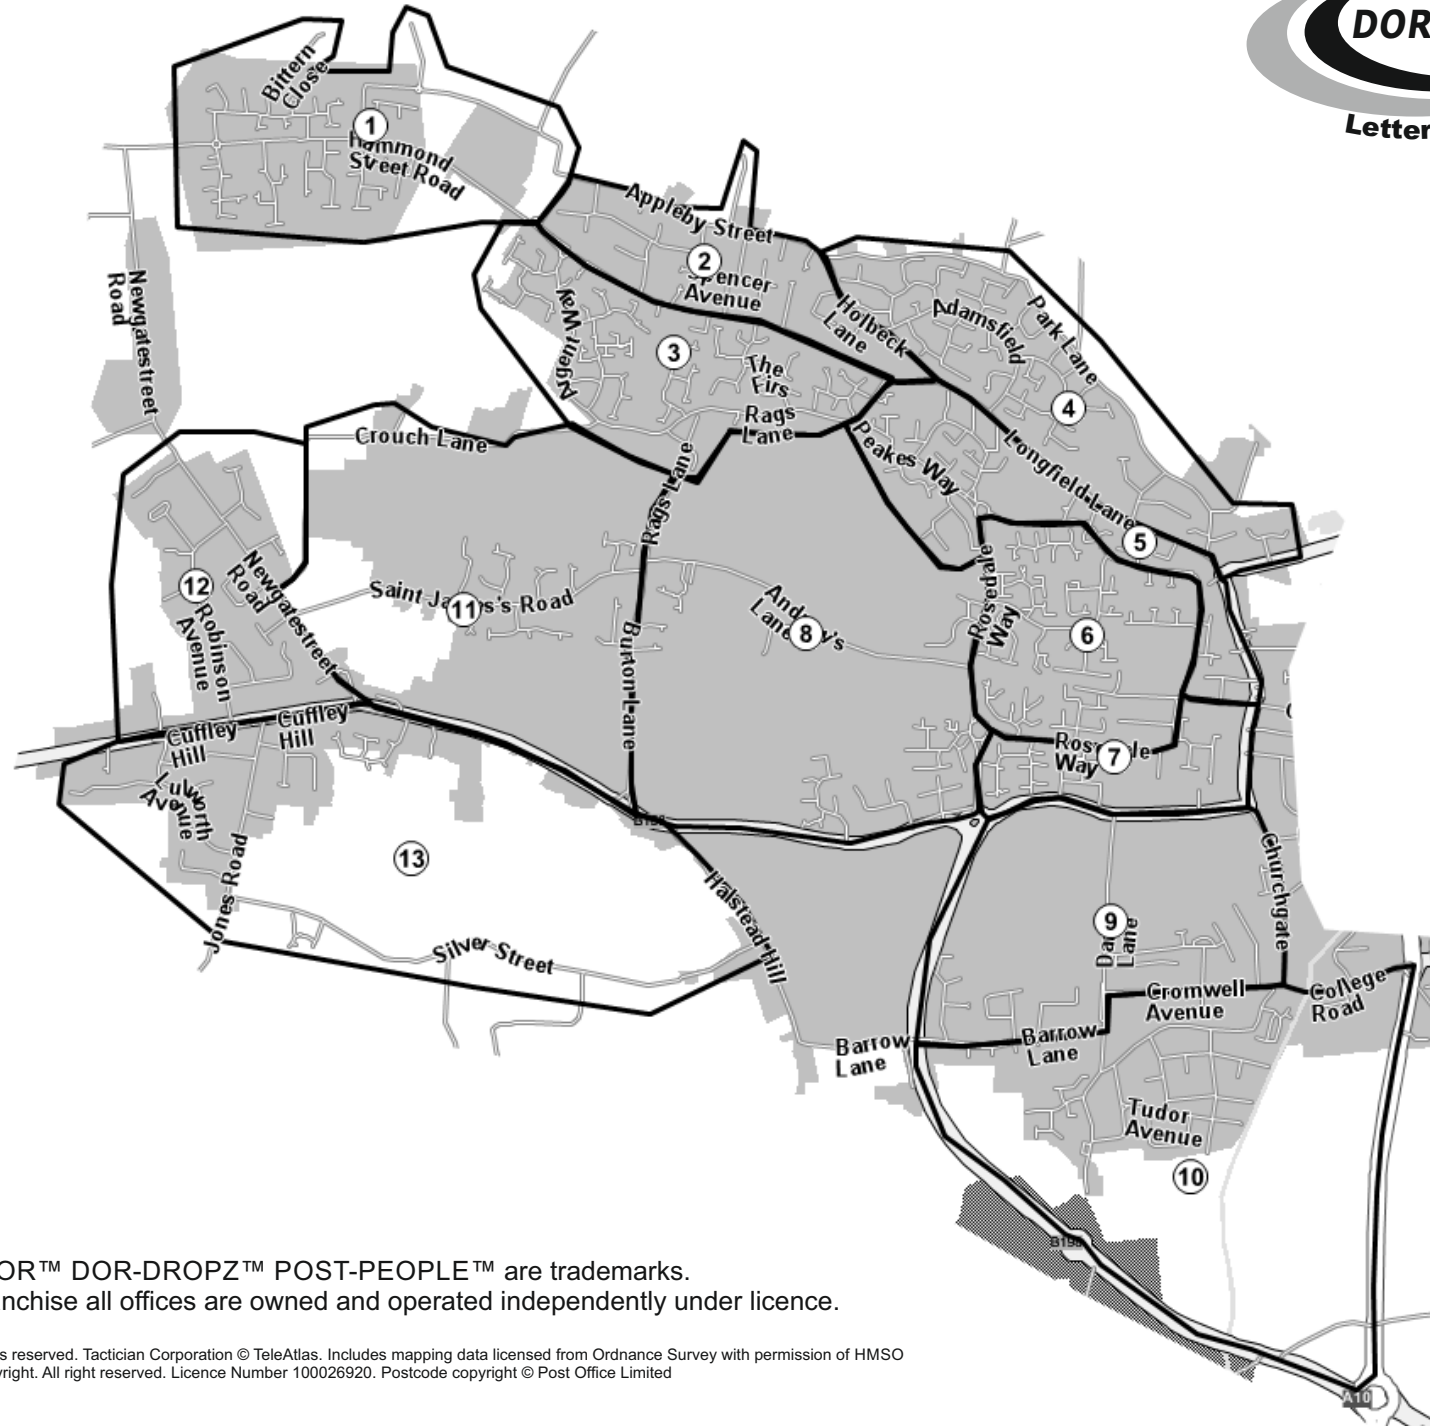 DOR
Letter
Bittern
Close
1
Hammond
Street Road
Appleby Street
2
Spencer
Avenue
Newgatestreet
Road
Argent Way
3
The
Firs
Holbeck
Lane
Adamsfield
Park Lane
4
Rags
Lane
Crouch Lane
Rags Lane
Peakes Way
Longfield Lane
5
12
Newgatestreet
Road
Robinson
Avenue
Saint James's Road
11
Burton Lane
Andrew's
Lane
8
Rosedale
Way
6
Cuffley
Hill
Cuffley
Hill
Rosedale
Way
7
Lulworth
Avenue
13
Jones Road
Silver Street
Halstead Hill
Churchgate
9
Lane
Cromwell
Avenue
College
Road
Barrow
Lane
Barrow
Lane
Tudor
Avenue
10
B198
A10
OR™ DOR-DROPZ™ POST-PEOPLE™ are trademarks.
nchise all offices are owned and operated independently under licence.
s reserved. Tactician Corporation © TeleAtlas. Includes mapping data licensed from Ordnance Survey with permission of HMSO
right. All right reserved. Licence Number 100026920. Postcode copyright © Post Office Limited